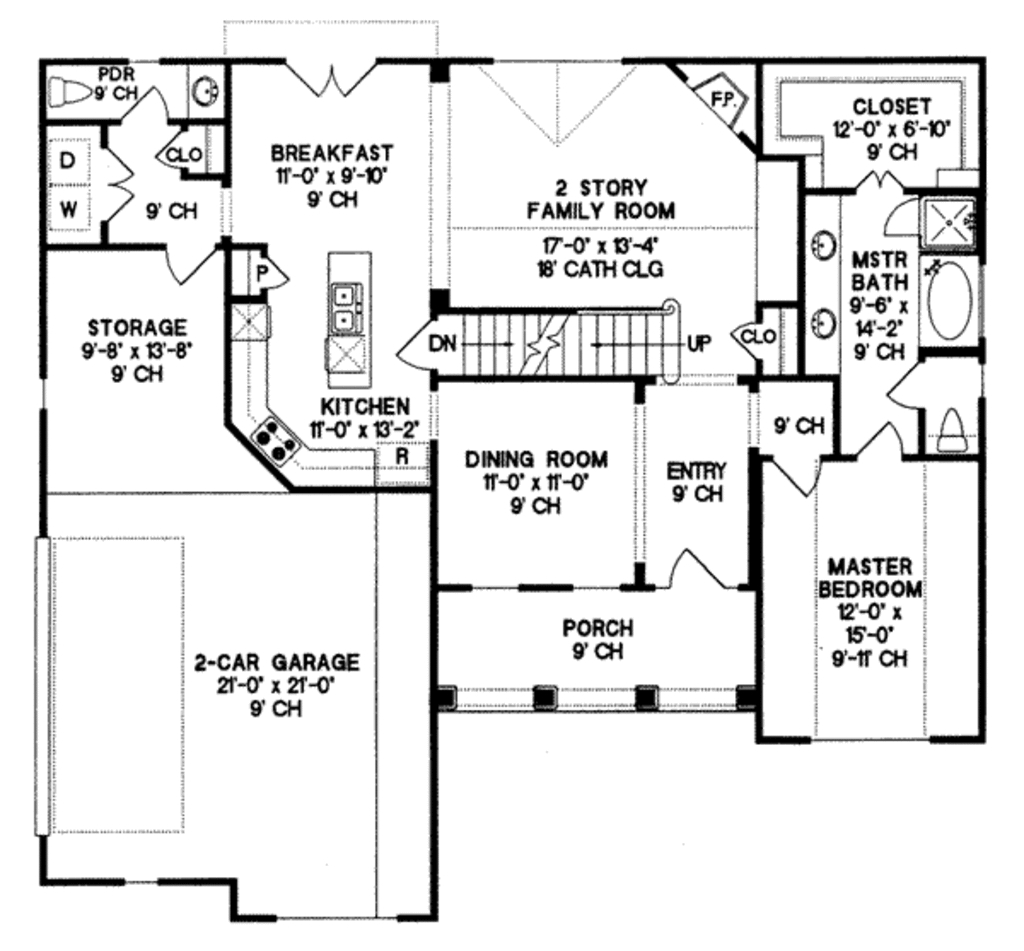 PDR
9' CH
D
W
CLO
9' CH
BREAKFAST
11'-0" x 9'-10"
9' CH
2 STORY
FAMILY ROOM
17'-0" x 13'-4"
18' CATH CLG
F.P.
CLOSET
12'-0" x 6'-10"
9' CH
MSTR
BATH
9'-6" x
14'-2"
9' CH
P
STORAGE
9'-8" x 13'-8"
9' CH
DN
UP
CLO
KITCHEN
11'-0" x 13'-2"
R
DINING ROOM
11'-0" x 11'-0"
9' CH
ENTRY
9' CH
9' CH
MASTER
BEDROOM
12'-0" x
15'-0"
9'-11" CH
PORCH
9' CH
2-CAR GARAGE
21'-0" x 21'-0"
9' CH